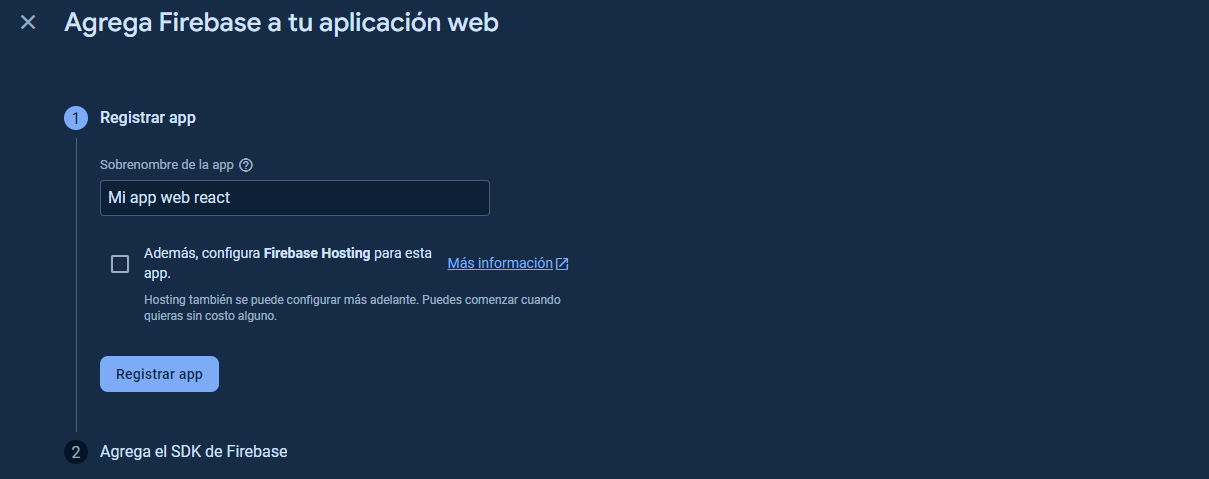 Agrega Firebase a tu aplicación web
1 Registrar app
Sobrenombre de la app
Mi app web react
Además, configura Firebase Hosting para esta
app.
Más información
Hosting también se puede configurar más adelante. Puedes comenzar cuando
quieras sin costo alguno.
Registrar app
2 Agrega el SDK de Firebase